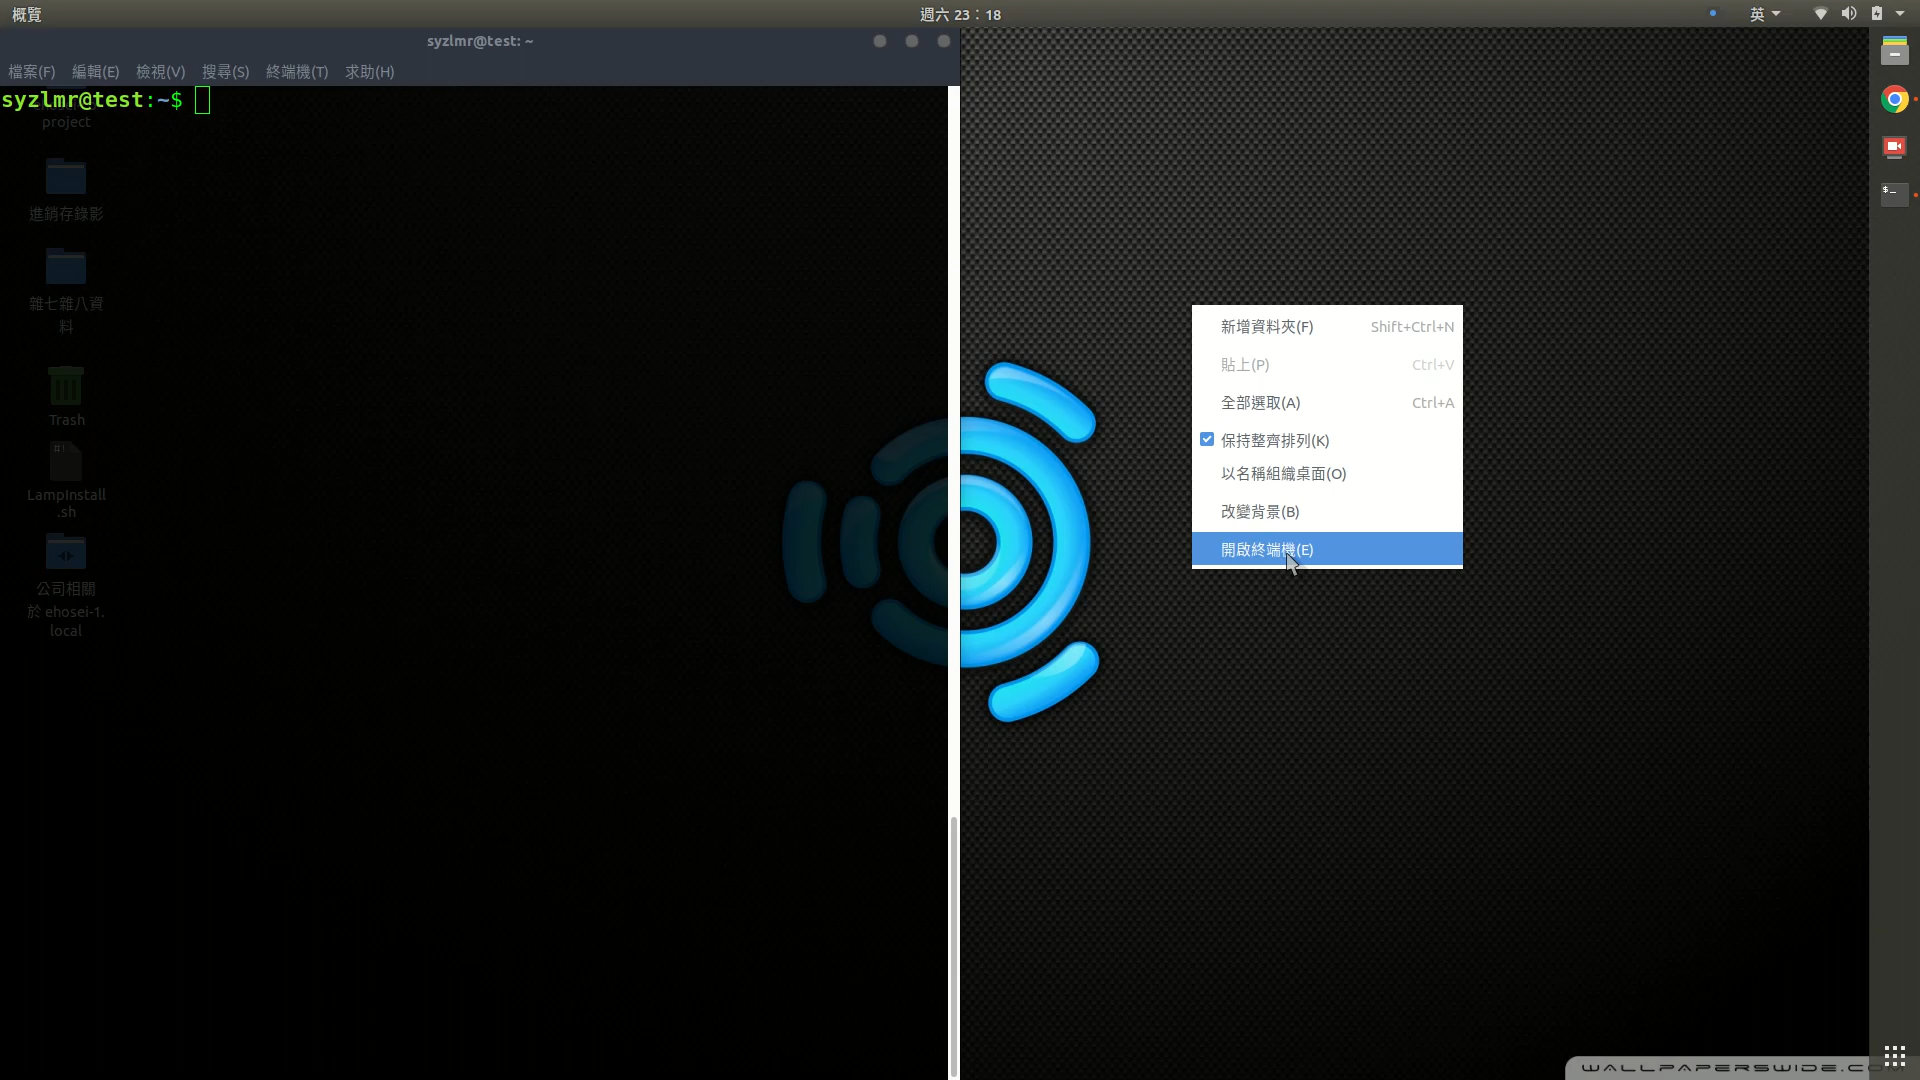 概覽
週六 23：18
英
syzlmr@test: ~
檔案(F) 編輯(E) 檢視(V) 搜尋(S) 終端機(T) 求助(H)
syzlmr@test:~$
project
進銷存錄影
雜七雜八資
料
Trash
LampInstall
.sh
公司相關
於 ehosei-1.
local
新增資料夾(F) Shift+Ctrl+N
貼上(P) Ctrl+V
全部選取(A) Ctrl+A
保持整齊排列(K)
以名稱組織桌面(O)
改變背景(B)
開啟終端機(E)
$_
WALLPAPERSWIDE.CO